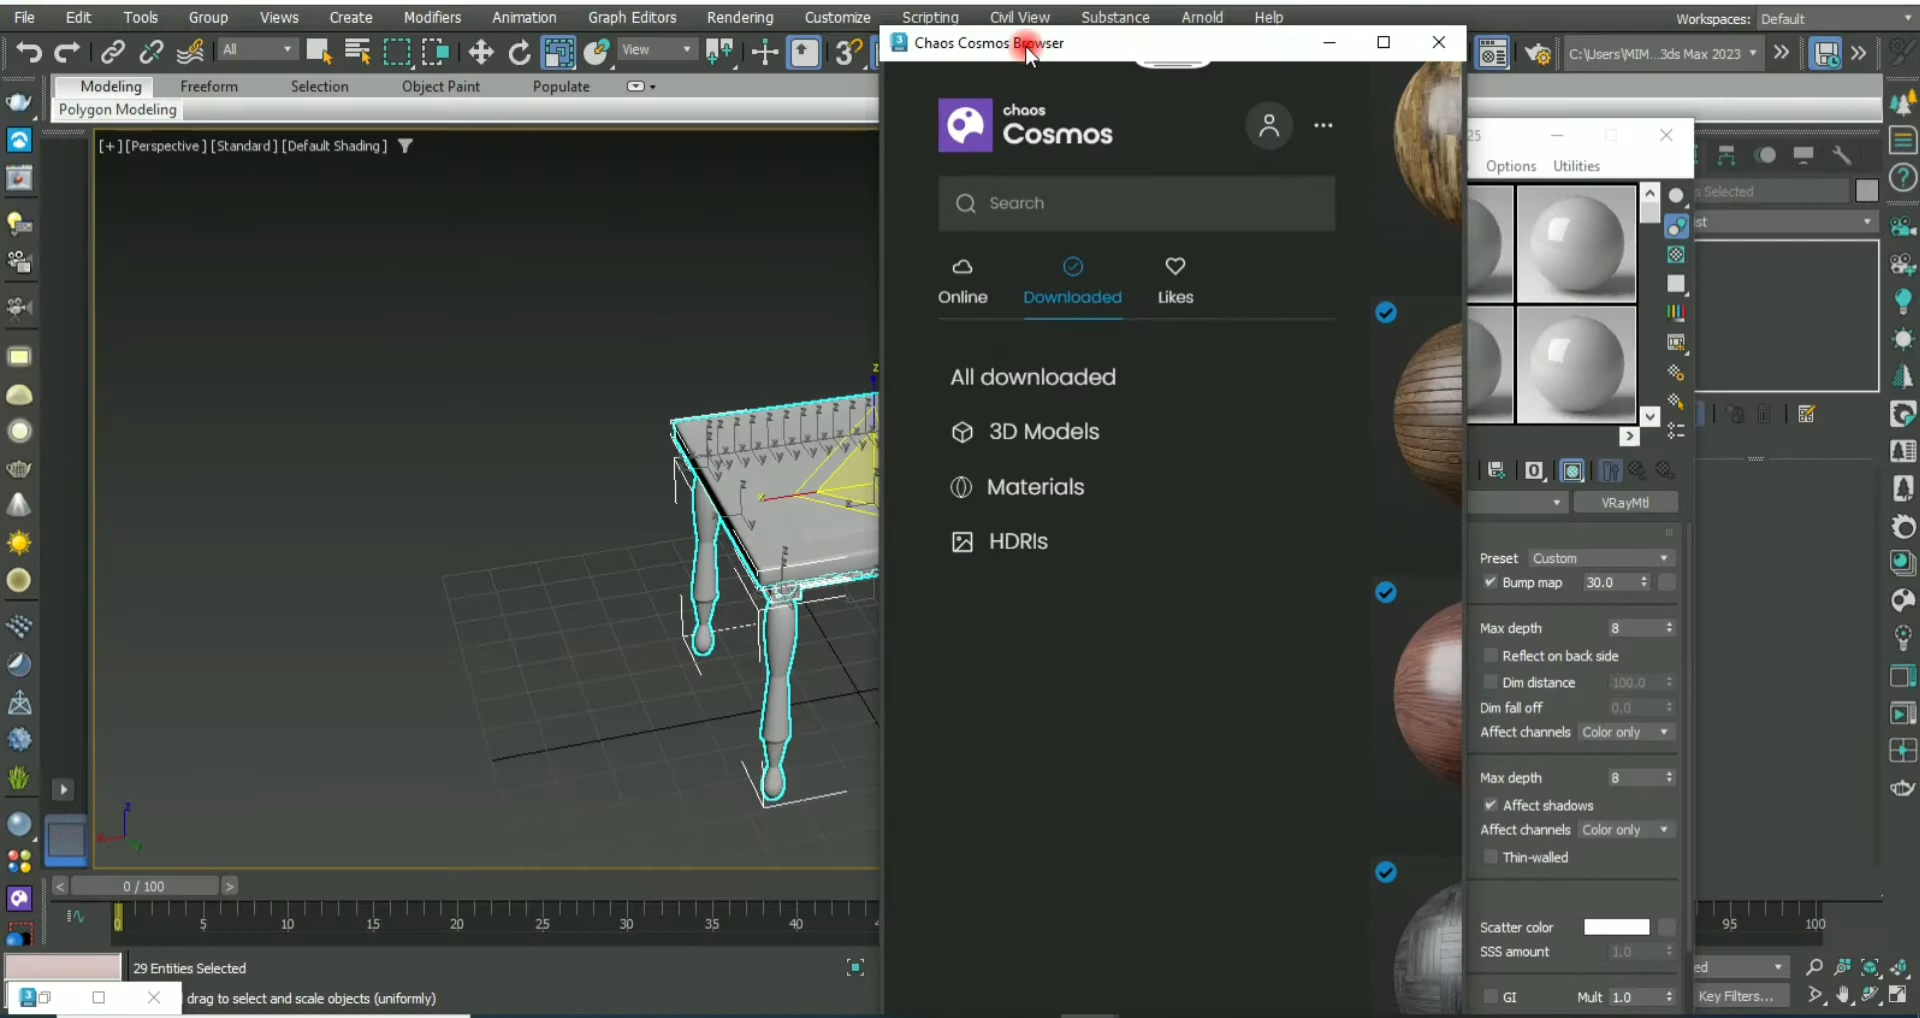 File Edit Tools Group Views Create Modifiers Animation Graph Editors Rendering Customize Scripting Civil View Substance Arnold Help Workspaces: Default
All View C:\Users\MIM...3ds Max 2023
Chaos Cosmos Browser
Modeling Freeform Selection Object Paint Populate
Polygon Modeling
[+] [Perspective] [Standard] [Default Shading]
chaos
Cosmos
Search
Online Downloaded Likes
All downloaded
3D Models
Materials
HDRIs
25
Options Utilities
s Selected
st
VRayMtl
Preset Custom
Bump map 30.0
Max depth 8
Reflect on back side
Dim distance 100.0
Dim fall off 0.0
Affect channels Color only
Max depth 8
Affect shadows
Affect channels Color only
Thin-walled
Scatter color
SSS amount 1.0
GI Mult 1.0
0 / 100
0 5 10 15 20 25 30 35 40 95 100
29 Entities Selected
drag to select and scale objects (uniformly)
ed
Key Filters...